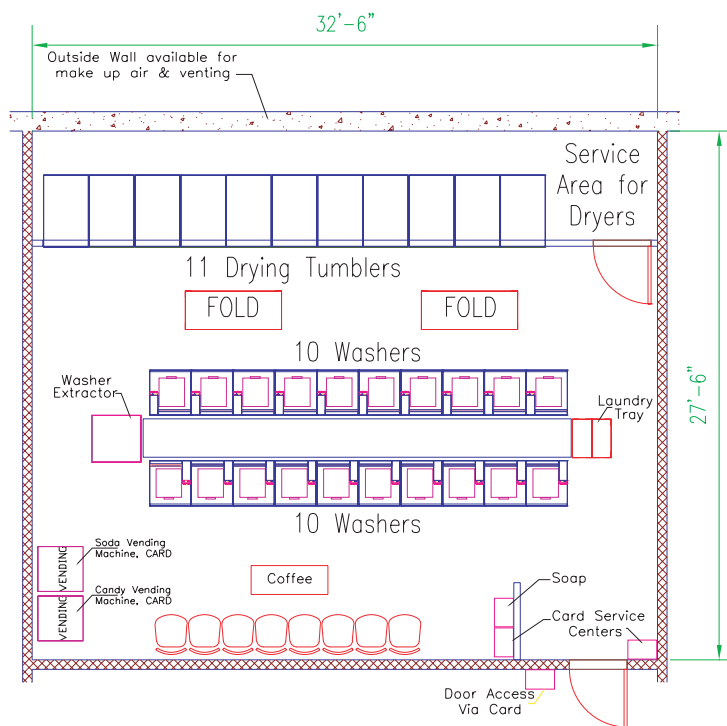 32'-6"
Outside Wall available for
make up air & venting
Service
Area for
Dryers
11 Drying Tumblers
FOLD
FOLD
10 Washers
Washer
Extractor
Laundry
Tray
27'-6"
10 Washers
Soda Vending
Machine, CARD
VENDING
Candy Vending
Machine, CARD
VENDING
Coffee
Soap
Card Service
Centers
Door Access
Via Card